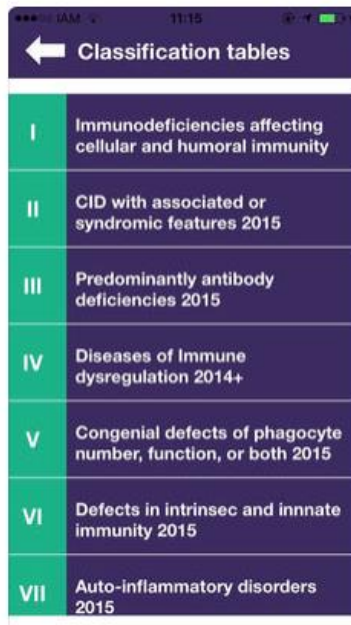 IAM 11:15
Classification tables
I
Immunodeficiencies affecting
cellular and humoral immunity
II
CID with associated or
syndromic features 2015
III
Predominantly antibody
deficiencies 2015
IV
Diseases of Immune
dysregulation 2014+
V
Congenial defects of phagocyte
number, function, or both 2015
VI
Defects in intrinsec and innnate
immunity 2015
VII
Auto-inflammatory disorders
2015